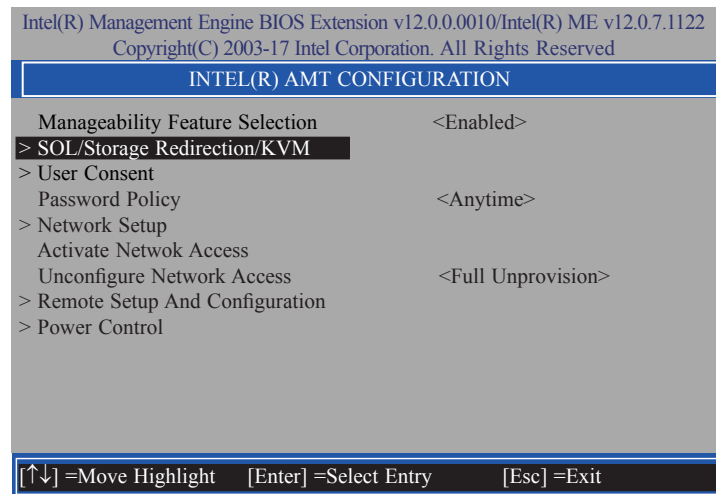 Intel(R) Management Engine BIOS Extension v12.0.0.0010/Intel(R) ME v12.0.7.1122
Copyright(C) 2003-17 Intel Corporation. All Rights Reserved
INTEL(R) AMT CONFIGURATION
Manageability Feature Selection <Enabled>
> SOL/Storage Redirection/KVM
> User Consent
Password Policy <Anytime>
> Network Setup
Activate Netwok Access
Unconfigure Network Access <Full Unprovision>
> Remote Setup And Configuration
> Power Control
[↑↓] =Move Highlight [Enter] =Select Entry [Esc] =Exit